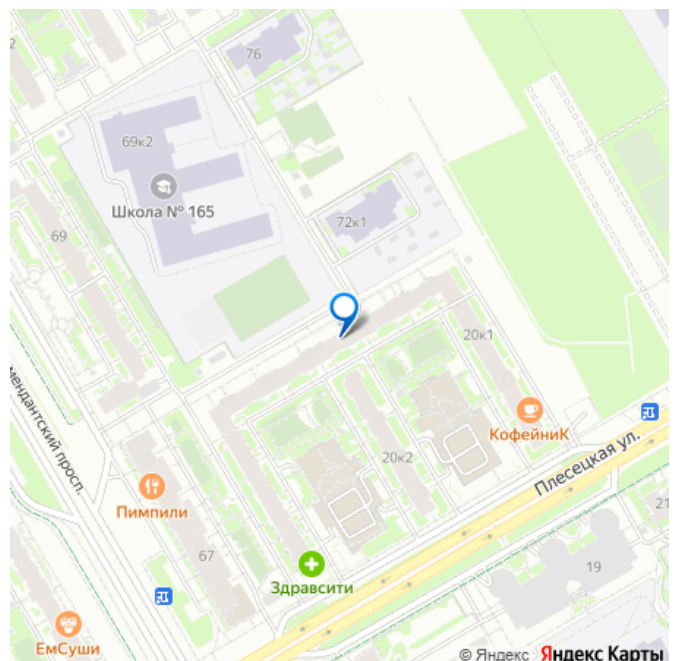 2
76
69к2
Школа № 165
72к1
69
20к1
мендантский просп.
КофейниК
Плесецкая ул.
20к2
Пимпили
21
67
19
Здравсити
ЕмСуши
© Яндекс Яндекс Карты